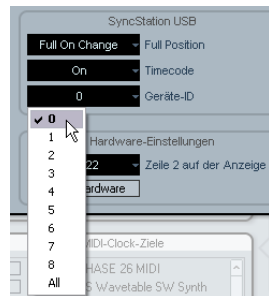 SyncStation USB
Full On Change Full Position
On Timecode
0 Geräte-ID
✓ 0
1
Hardware-Einstellungen
2
22 Zeile 2 auf der Anzeige
3
4
ardware
5
6
7
MIDI-Clock-Ziele
8
HASE 26 MIDI
All
S Wavetable SW Synth